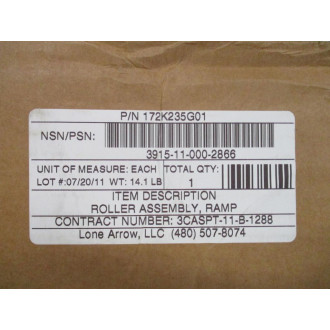 P/N 172K235G01
NSN/PSN:
3915-11-000-2866
UNIT OF MEASURE: EACH TOTAL QTY:
LOT #:07/20/11 WT: 14.1 LB 1
ITEM DESCRIPTION
ROLLER ASSEMBLY, RAMP
CONTRACT NUMBER: 3CASPT-11-B-1288
Lone Arrow, LLC (480) 507-8074